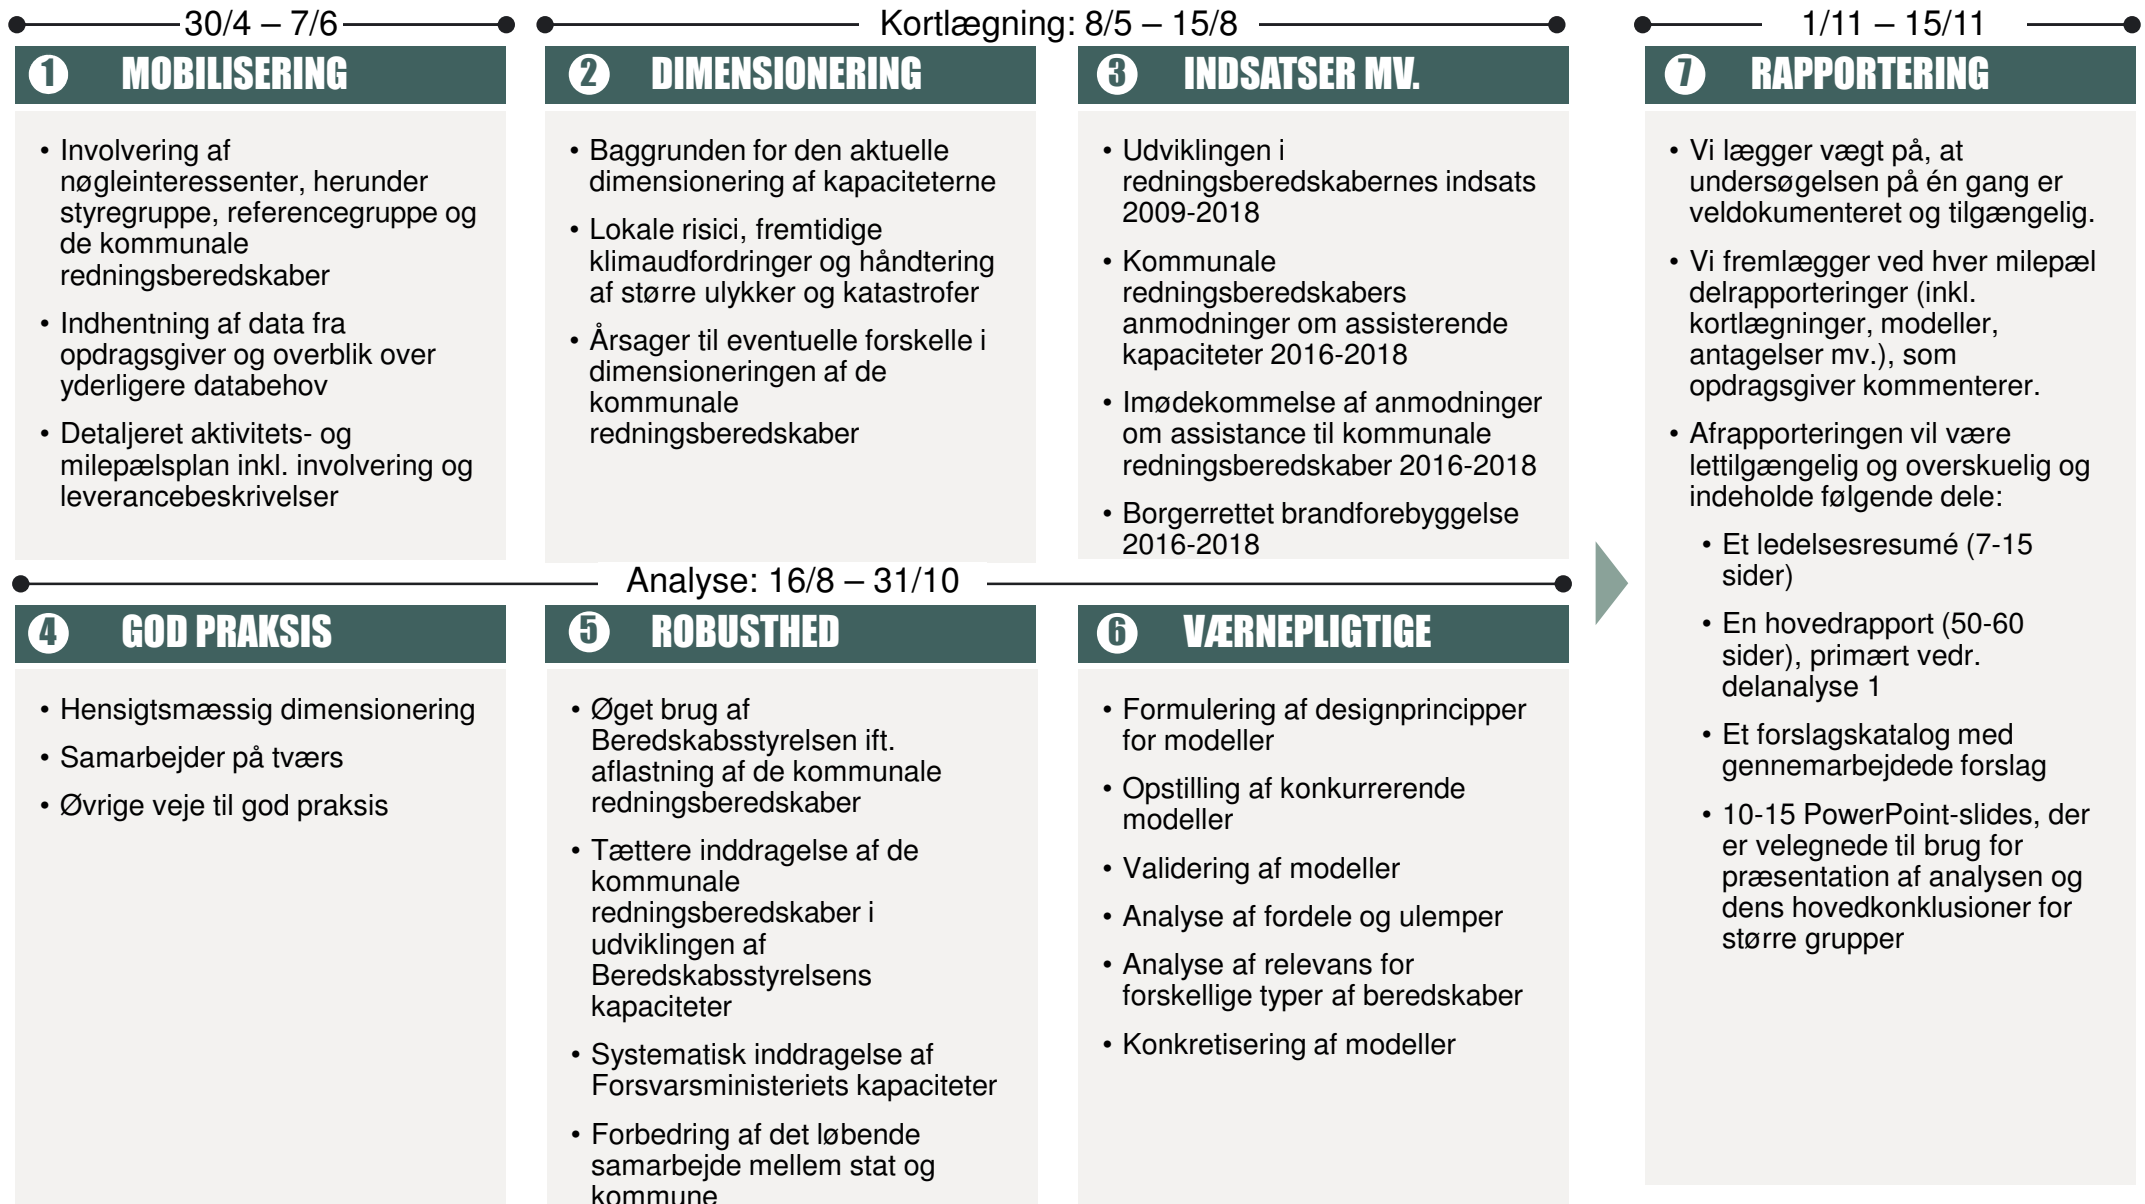 30/4 – 7/6
1 MOBILISERING
• Involvering af
nøgleinteressenter, herunder
styregruppe, referencegruppe og
de kommunale
redningsberedskaber
• Indhentning af data fra
opdragsgiver og overblik over
yderligere databehov
• Detaljeret aktivitets- og
milepælsplan inkl. involvering og
leverancebeskrivelser
Kortlægning: 8/5 – 15/8
2 DIMENSIONERING
• Baggrunden for den aktuelle
dimensionering af kapaciteterne
• Lokale risici, fremtidige
klimaudfordringer og håndtering
af større ulykker og katastrofer
• Årsager til eventuelle forskelle i
dimensioneringen af de
kommunale
redningsberedskaber
3 INDSATSER MV.
• Udviklingen i
redningsberedskabernes indsats
2009-2018
• Kommunale
redningsberedskabers
anmodninger om assisterende
kapaciteter 2016-2018
• Imødekommelse af anmodninger
om assistance til kommunale
redningsberedskaber 2016-2018
• Borgerrettet brandforebyggelse
2016-2018
Analyse: 16/8 – 31/10
4 GOD PRAKSIS
• Hensigtsmæssig dimensionering
• Samarbejder på tværs
• Øvrige veje til god praksis
5 ROBUSTHED
• Øget brug af
Beredskabsstyrelsen ift.
aflastning af de kommunale
redningsberedskaber
• Tættere inddragelse af de
kommunale
redningsberedskaber i
udviklingen af
Beredskabsstyrelsens
kapaciteter
• Systematisk inddragelse af
Forsvarsministeriets kapaciteter
• Forbedring af det løbende
samarbejde mellem stat og
kommune
6 VÆRNEPLIGTIGE
• Formulering af designprincipper
for modeller
• Opstilling af konkurrerende
modeller
• Validering af modeller
• Analyse af fordele og ulemper
• Analyse af relevans for
forskellige typer af beredskaber
• Konkretisering af modeller
1/11 – 15/11
7 RAPPORTERING
• Vi lægger vægt på, at
undersøgelsen på én gang er
veldokumenteret og tilgængelig.
• Vi fremlægger ved hver milepæl
delrapporteringer (inkl.
kortlægninger, modeller,
antagelser mv.), som
opdragsgiver kommenterer.
• Afrapporteringen vil være
lettilgængelig og overskuelig og
indeholde følgende dele:
• Et ledelsesresumé (7-15
sider)
• En hovedrapport (50-60
sider), primært vedr.
delanalyse 1
• Et forslagskatalog med
gennemarbejdede forslag
• 10-15 PowerPoint-slides, der
er velegnede til brug for
præsentation af analysen og
dens hovedkonklusioner for
større grupper